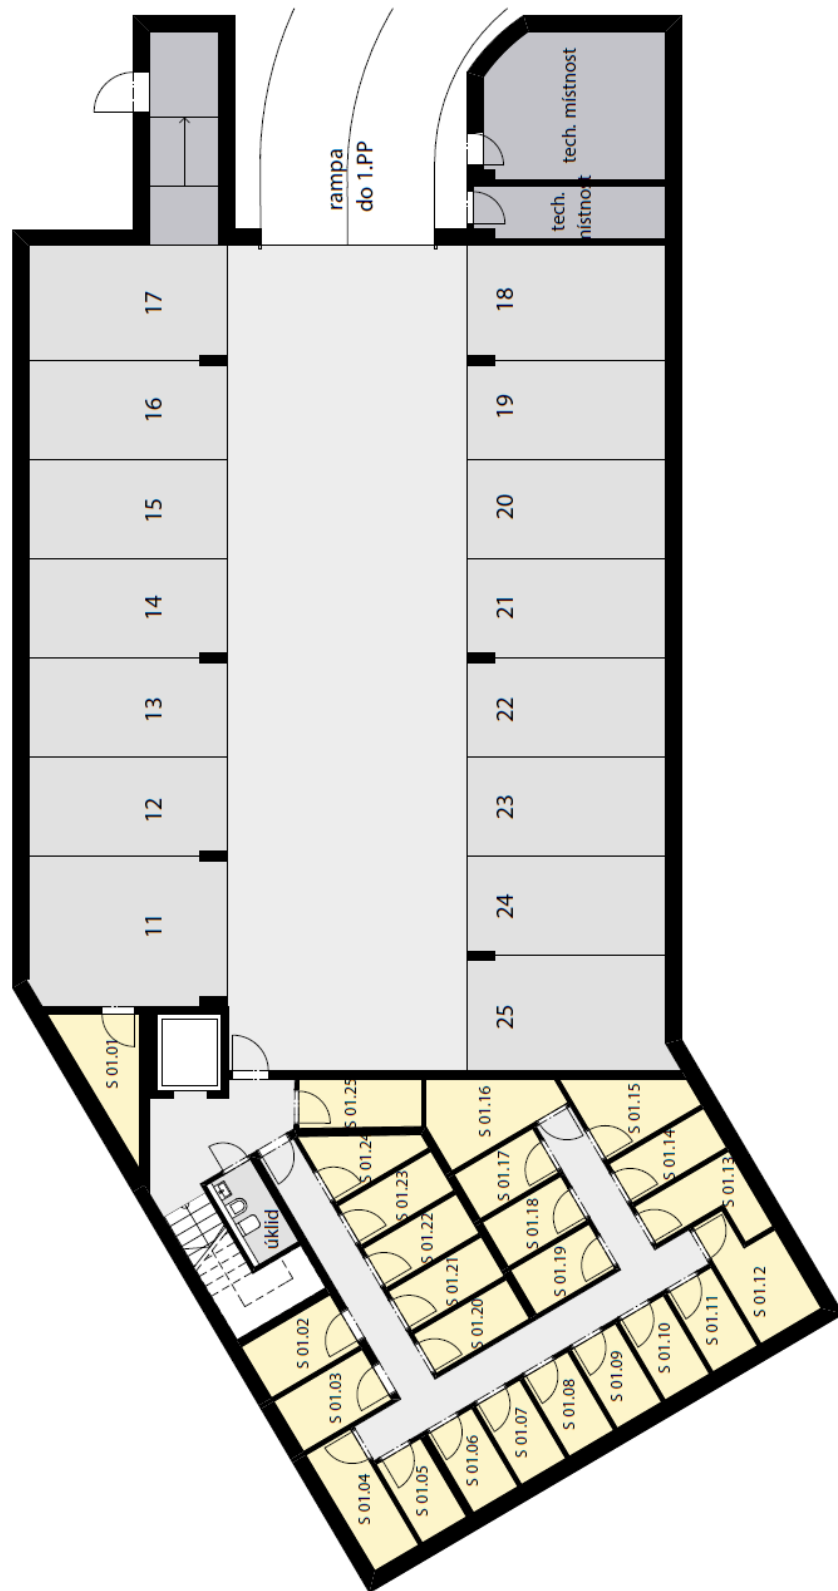 rampa
do 1.PP
tech. místnost
tech.
místnost
17
16
15
14
13
12
11
18
19
20
21
22
23
24
25
S 01.01
S 01.25
S 01.24
S 01.23
S 01.22
S 01.21
S 01.20
S 01.16
S 01.17
S 01.18
S 01.19
S 01.15
S 01.14
S 01.13
S 01.12
S 01.11
S 01.10
S 01.09
S 01.08
S 01.07
S 01.06
S 01.05
S 01.04
S 01.03
S 01.02
úklid